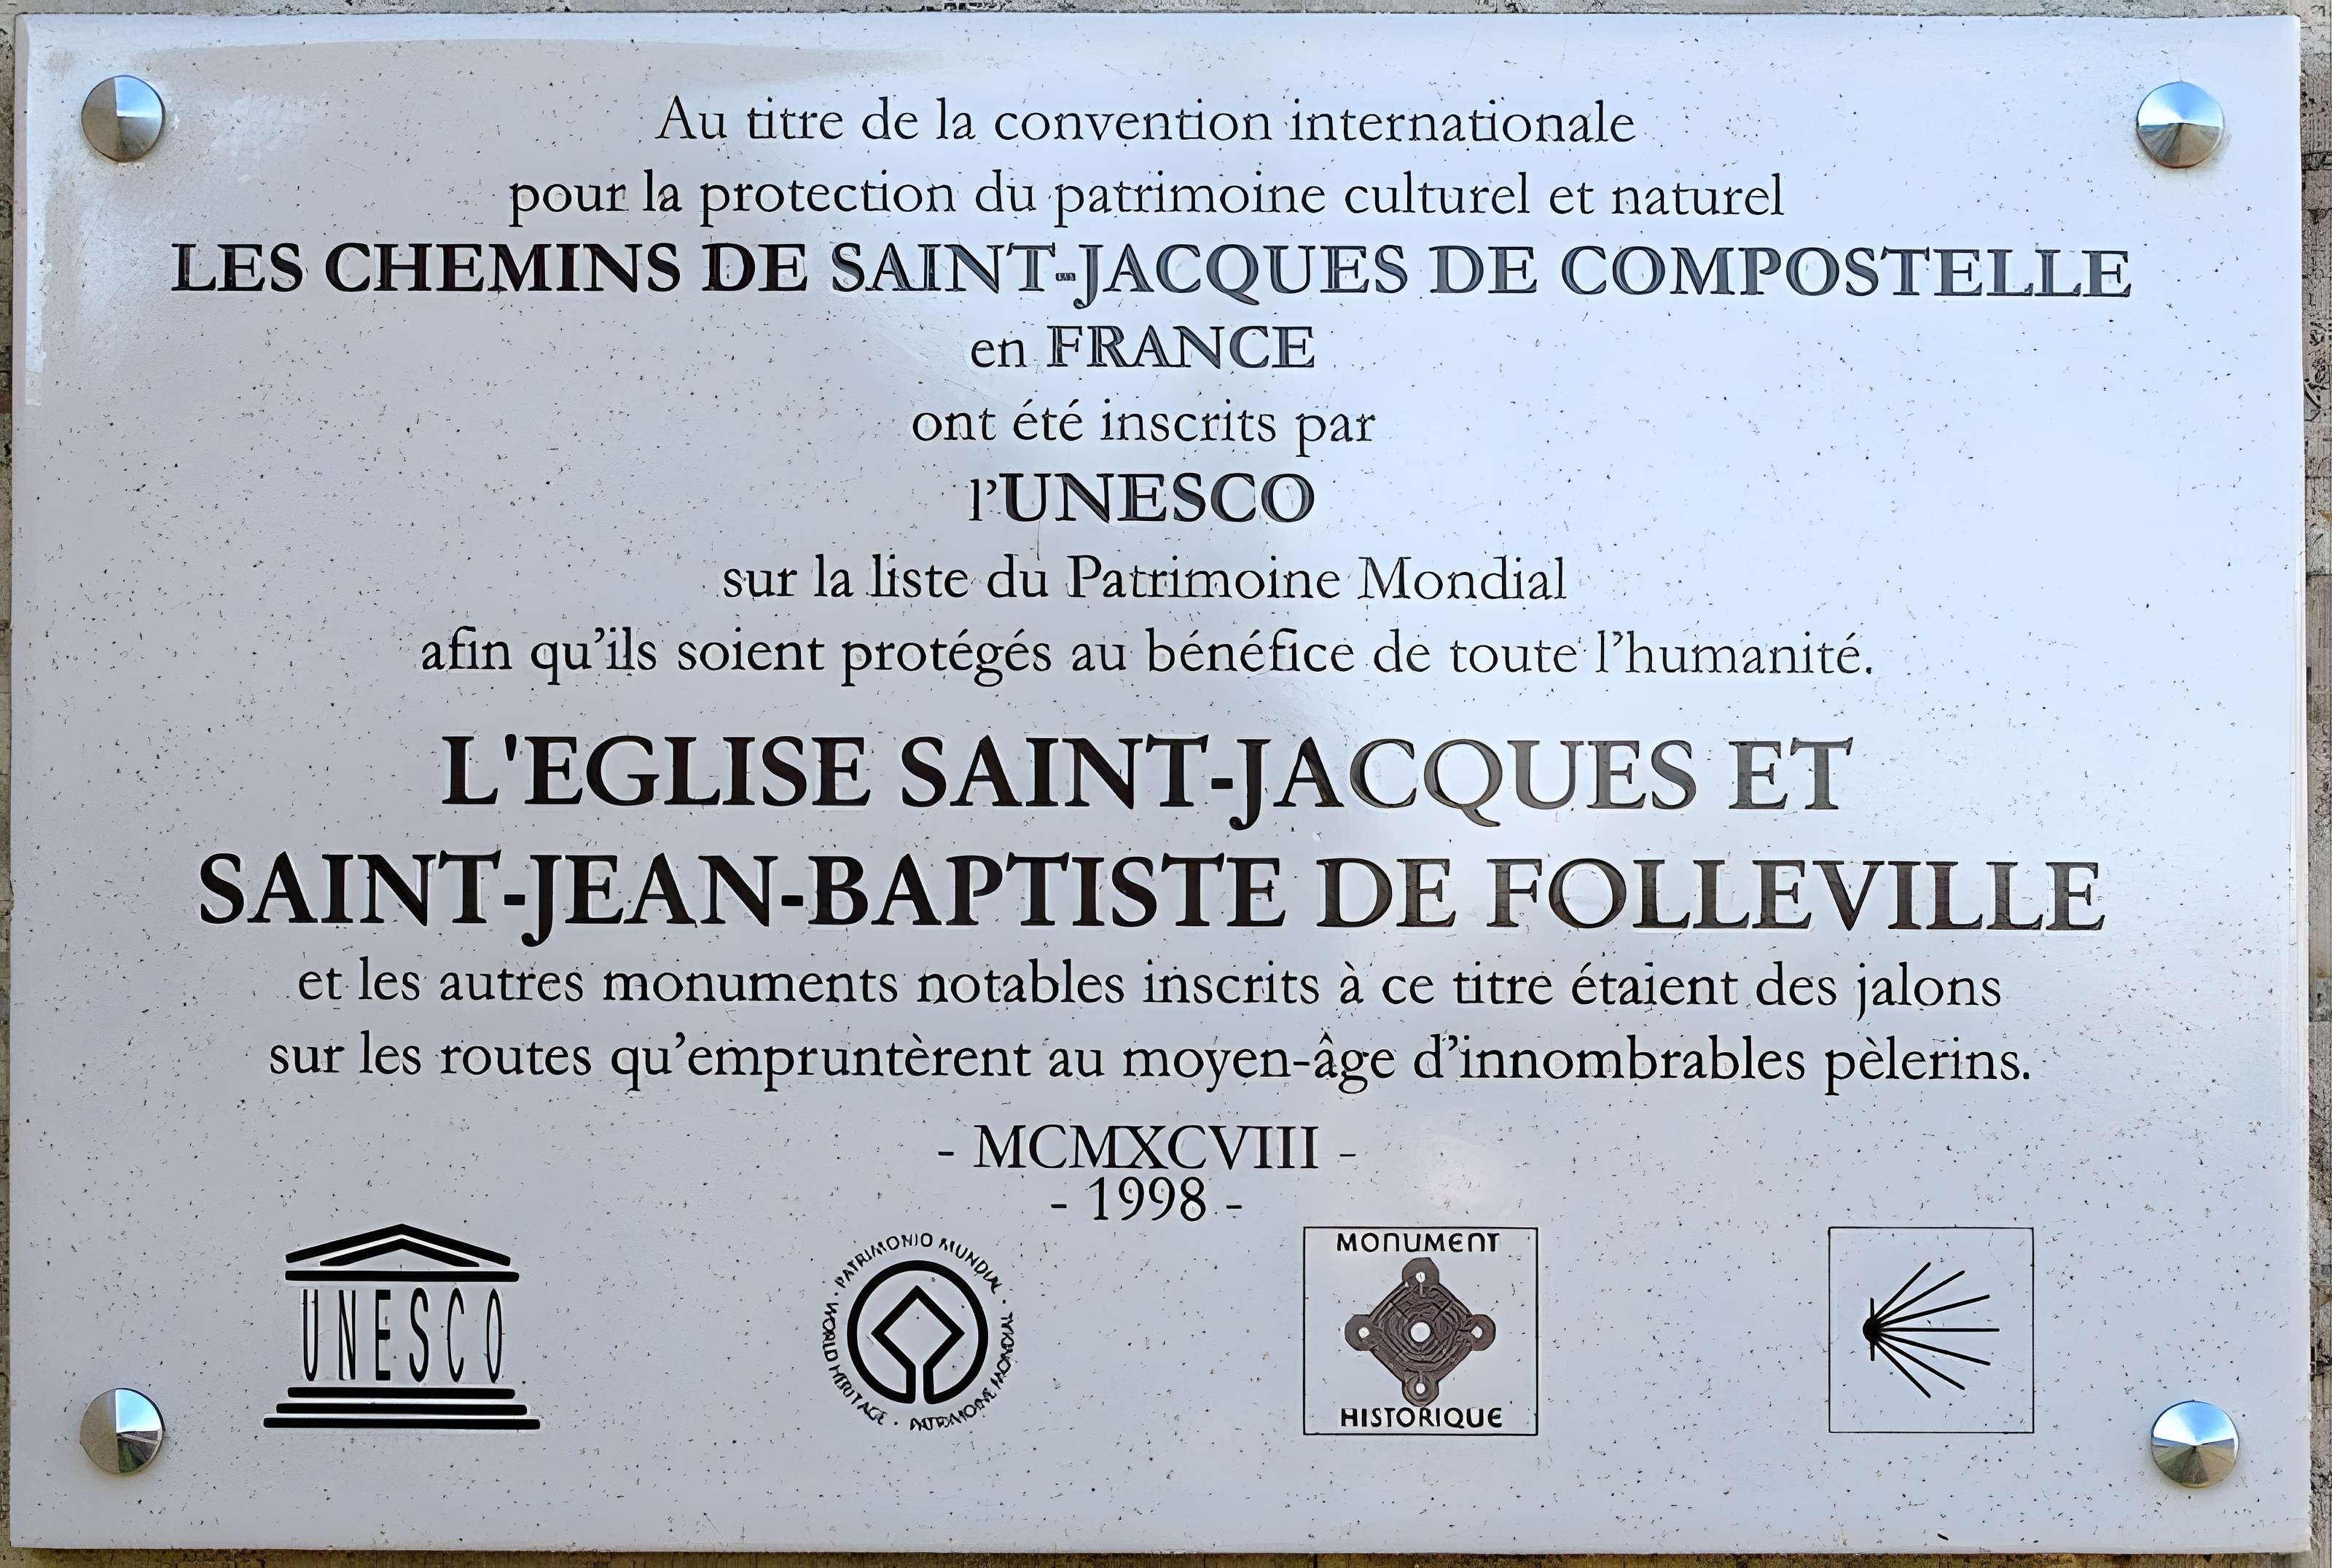 Au titre de la convention internationale
pour la protection du patrimoine culturel et naturel
LES CHEMINS DE SAINT-JACQUES DE COMPOSTELLE
en FRANCE
ont été inscrits par
l’UNESCO
sur la liste du Patrimoine Mondial
afin qu’ils soient protégés au bénéfice de toute l’humanité.
L'EGLISE SAINT-JACQUES ET
SAINT-JEAN-BAPTISTE DE FOLLEVILLE
et les autres monuments notables inscrits à ce titre étaient des jalons
sur les routes qu’empruntèrent au moyen-âge d’innombrables pèlerins.
- MCMXCVIII -
- 1998 -
UNESCO
PATRIMONIO MUNDIAL · WORLD HERITAGE · PATRIMOINE MONDIAL ·
MONUMENT
HISTORIQUE